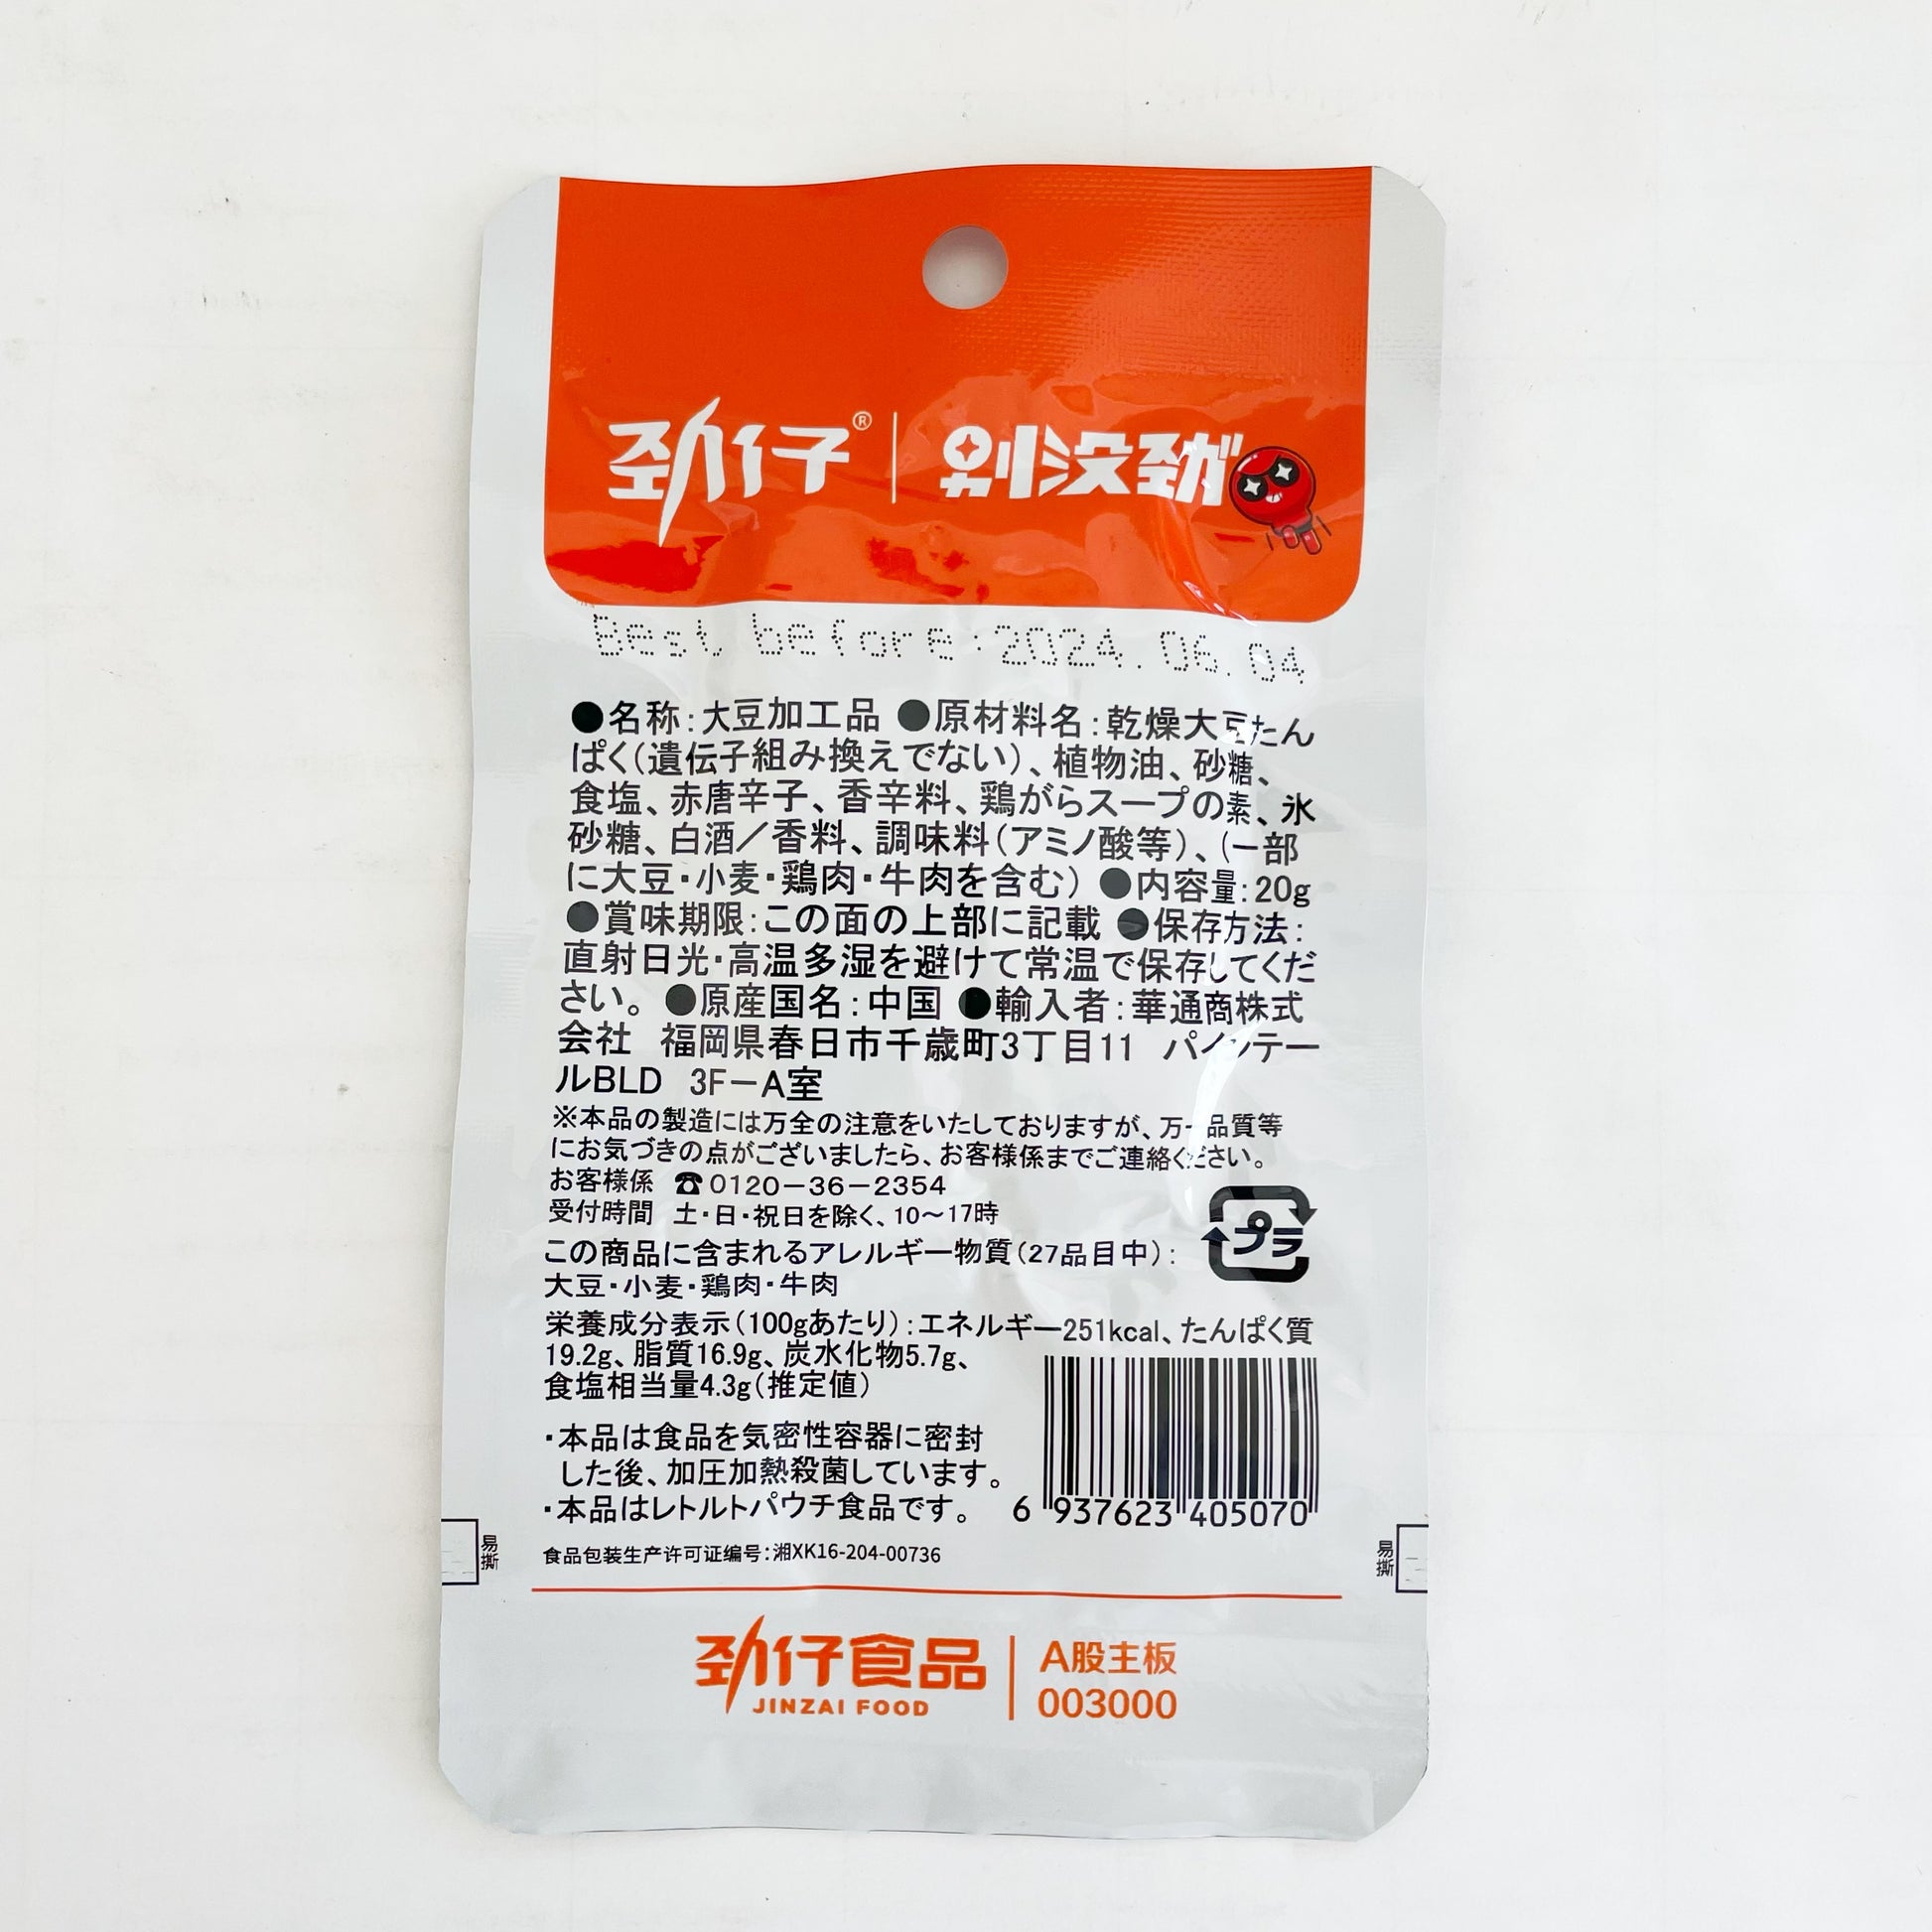 劲仔® 别没劲
Best before:2024.06.04
●名称:大豆加工品 ●原材料名:乾燥大豆たん
ぱく(遺伝子組み換えでない)、植物油、砂糖、
食塩、赤唐辛子、香辛料、鶏がらスープの素、氷
砂糖、白酒/香料、調味料(アミノ酸等)、(一部
に大豆・小麦・鶏肉・牛肉を含む) ●内容量:20g
●賞味期限:この面の上部に記載 ●保存方法:
直射日光・高温多湿を避けて常温で保存してくだ
さい。 ●原産国名:中国 ●輸入者:華通商株式
会社 福岡県春日市千歳町3丁目11 パインテー
ルBLD 3F-A室
※本品の製造には万全の注意をいたしておりますが、万一品質等
にお気づきの点がございましたら、お客様係までご連絡ください。
お客様係 ☎0120-36-2354
受付時間 土・日・祝日を除く、10〜17時
プラ
この商品に含まれるアレルギー物質(27品目中):
大豆・小麦・鶏肉・牛肉
栄養成分表示(100gあたり):エネルギー251kcal、たんぱく質
19.2g、脂質16.9g、炭水化物5.7g、
食塩相当量4.3g(推定値)
・本品は食品を気密性容器に密封
した後、加圧加熱殺菌しています。
・本品はレトルトパウチ食品です。
6 937623 405070
易撕
易撕
食品包装生产许可证编号:湘XK16-204-00736
劲仔食品
JINZAI FOOD
A股主板
003000